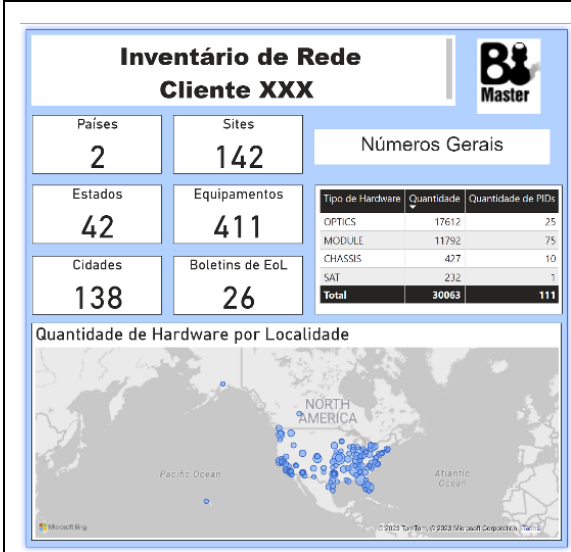 Inventário de Rede
Cliente XXX
BI
Master
Países
2
Sites
142
Números Gerais
Estados
42
Equipamentos
411
Cidades
138
Boletins de EoL
26
Tipo de Hardware Quantidade Quantidade de PIDs
OPTICS 17612 25
MODULE 11792 75
CHASSIS 427 10
SAT 232 1
Total 30063 111
Quantidade de Hardware por Localidade
NORTH
AMERICA
Pacific Ocean
Atlantic
Ocean
Microsoft Bing
© 2023 TomTom, © 2023 Microsoft Corporation Terms